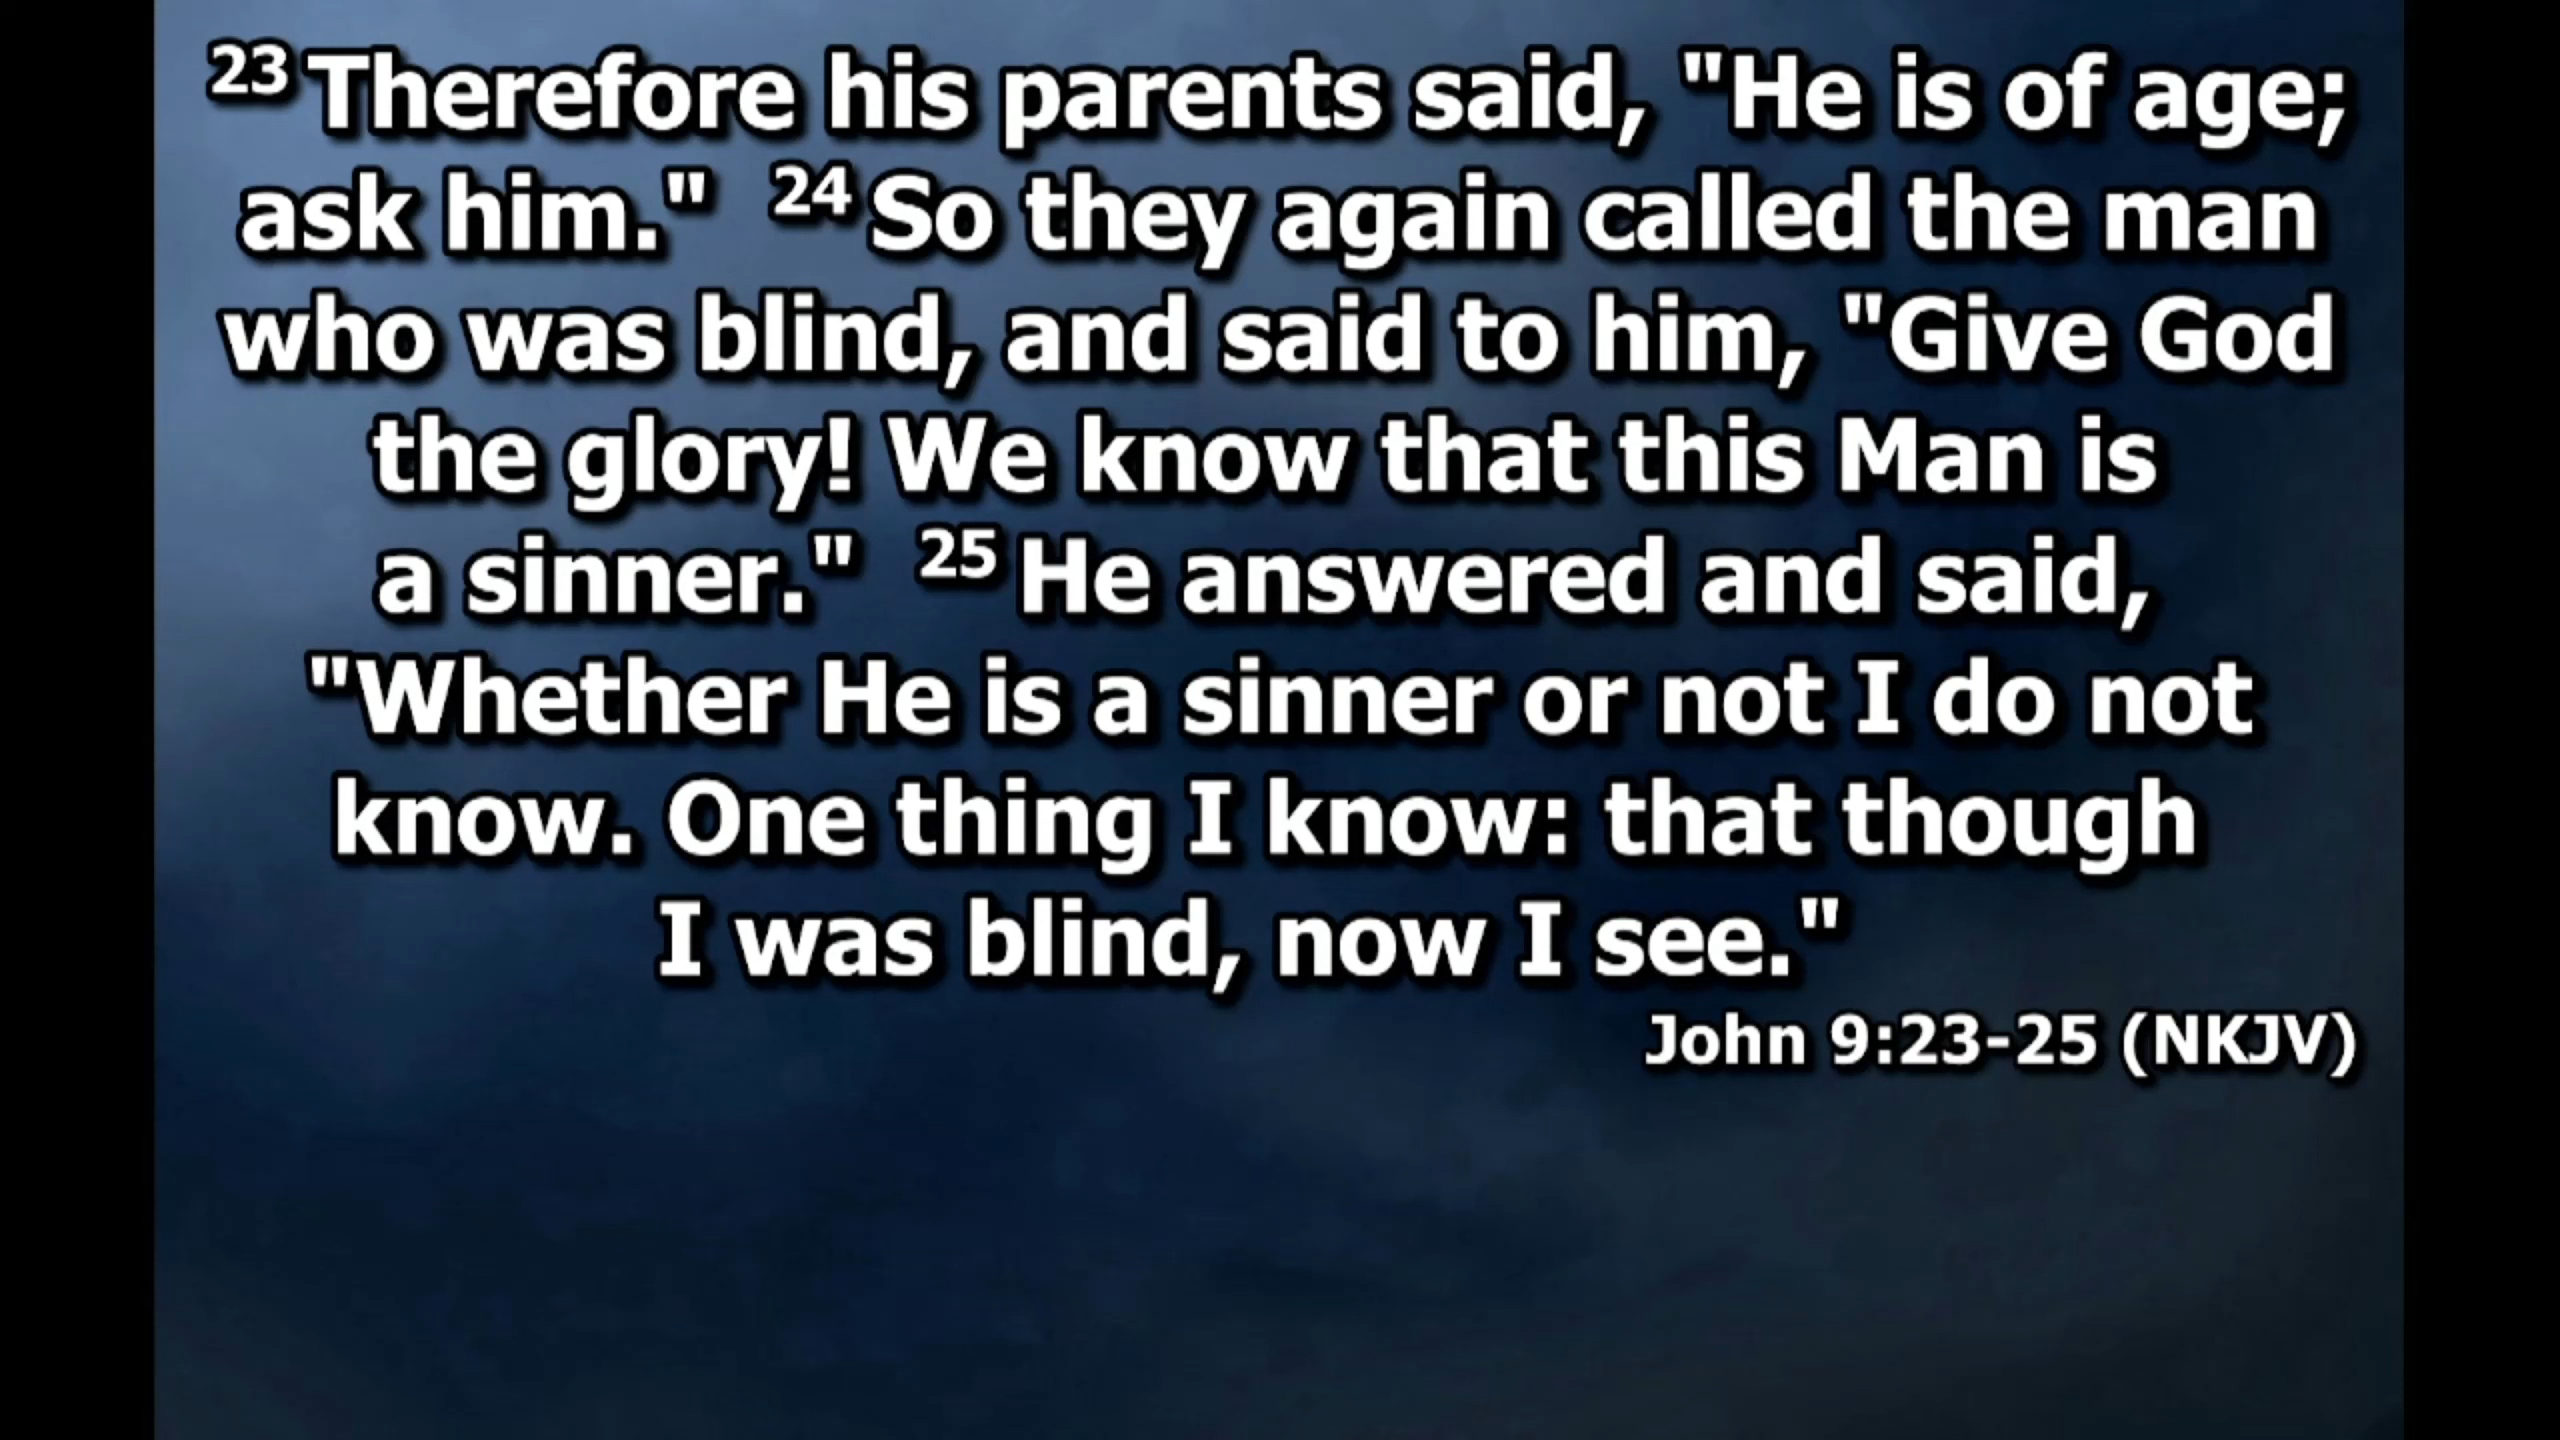 23 Therefore his parents said, "He is of age;
ask him." 24 So they again called the man
who was blind, and said to him, "Give God
the glory! We know that this Man is
a sinner." 25 He answered and said,
"Whether He is a sinner or not I do not
know. One thing I know: that though
I was blind, now I see."
John 9:23-25 (NKJV)